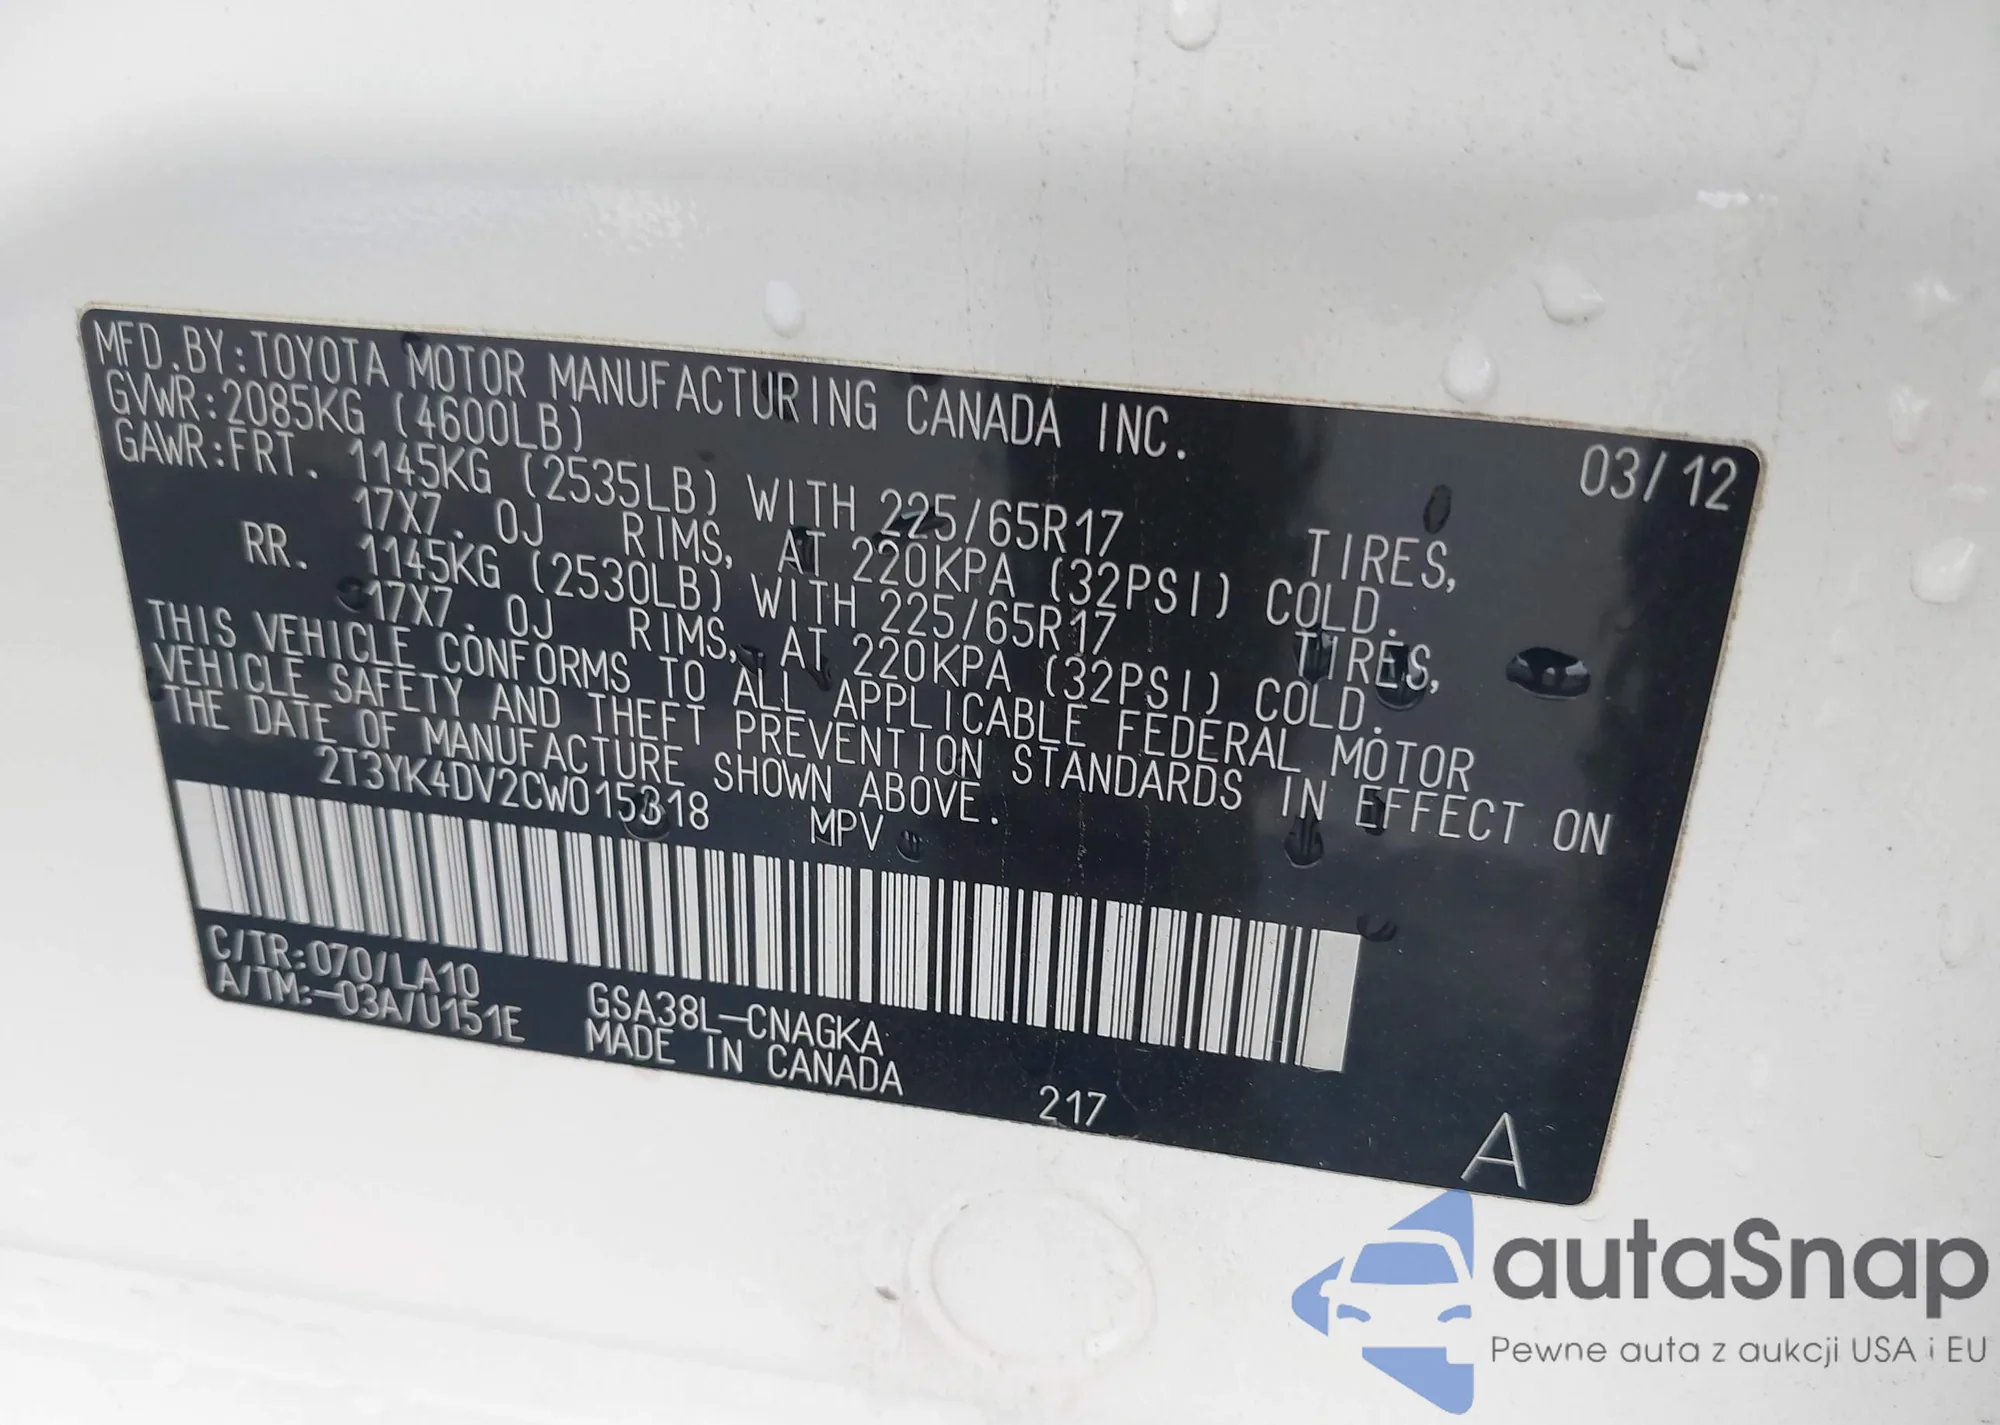 MFD.BY:TOYOTA MOTOR MANUFACTURING CANADA INC. 03/12
GVWR:2085KG (4600LB)
GAWR:FRT. 1145KG (2535LB) WITH 225/65R17 TIRES,
17X7.0J RIMS, AT 220KPA (32PSI) COLD.
RR. 1145KG (2530LB) WITH 225/65R17 TIRES,
17X7.0J RIMS, AT 220KPA (32PSI) COLD.
THIS VEHICLE CONFORMS TO ALL APPLICABLE FEDERAL MOTOR
VEHICLE SAFETY AND THEFT PREVENTION STANDARDS IN EFFECT ON
THE DATE OF MANUFACTURE SHOWN ABOVE.
2T3YK4DV2CW015318 MPV
C/TR:070/LA10
A/TM:-03A/U151E GSA38L-CNAGKA
MADE IN CANADA
217
A
autaSnap
Pewne auta z aukcji USA i EU